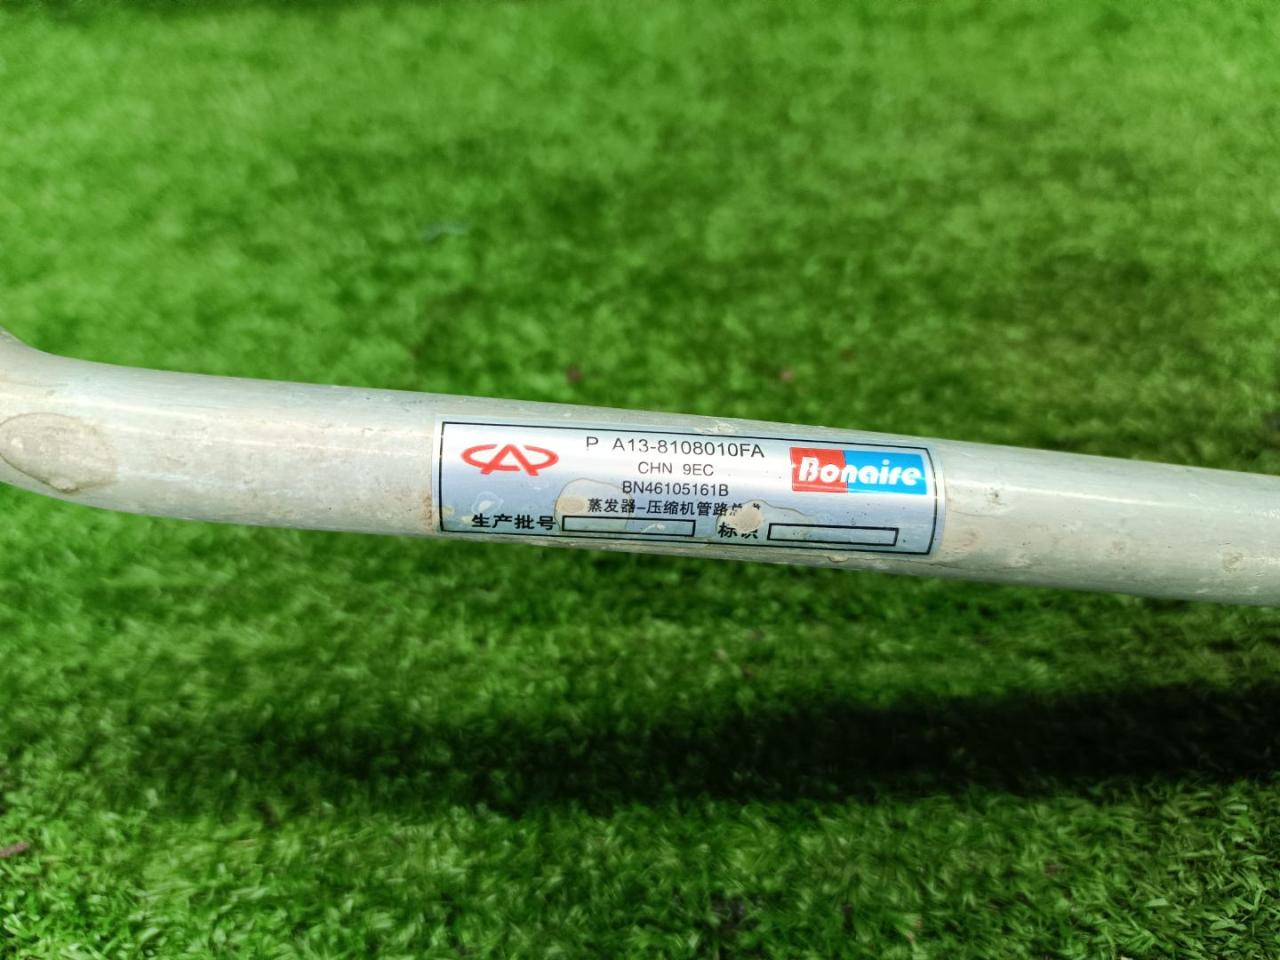 P A13-8108010FA
CHN 9EC
Bonaire
BN46105161B
蒸发器-压缩机管路
生产批号 标识